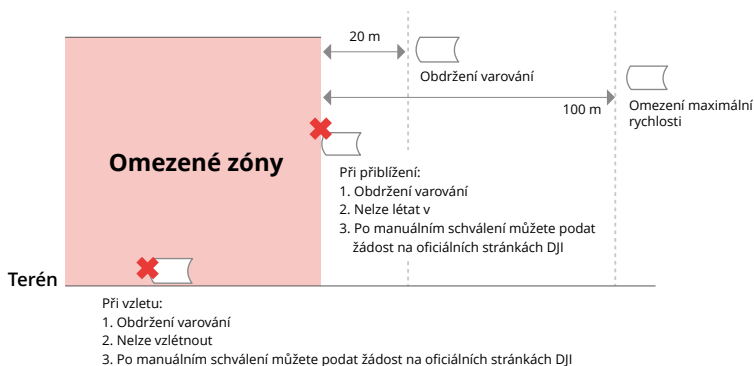 20 m
Obdržení varování
100 m
Omezení maximální
rychlosti
Omezené zóny
Při přiblížení:
1. Obdržení varování
2. Nelze létat v
3. Po manuálním schválení můžete podat
žádost na oficiálních stránkách DJI
Terén
Při vzletu:
1. Obdržení varování
2. Nelze vzlétnout
3. Po manuálním schválení můžete podat žádost na oficiálních stránkách DJI